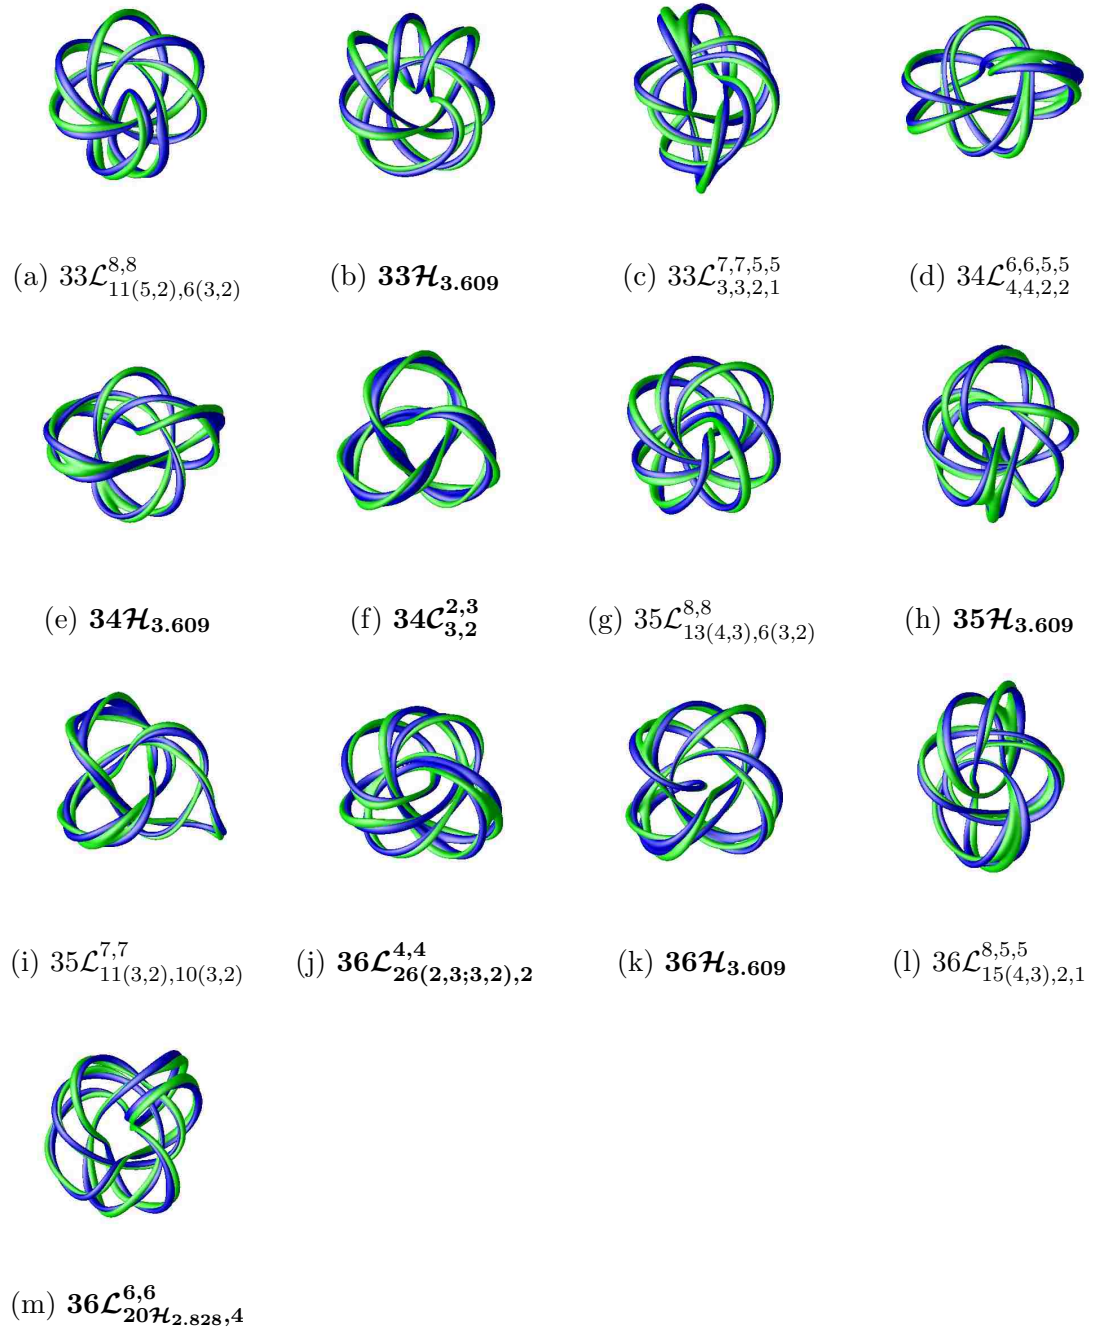 (a) 33𝓛^{8,8}_{11(5,2),6(3,2)} (b) 33𝓗_{3.609} (c) 33𝓛^{7,7,5,5}_{3,3,2,1} (d) 34𝓛^{6,6,5,5}_{4,4,2,2}
(e) 34𝓗_{3.609} (f) 34𝓒^{2,3}_{3,2} (g) 35𝓛^{8,8}_{13(4,3),6(3,2)} (h) 35𝓗_{3.609}
(i) 35𝓛^{7,7}_{11(3,2),10(3,2)} (j) 36𝓛^{4,4}_{26(2,3;3,2),2} (k) 36𝓗_{3.609} (l) 36𝓛^{8,5,5}_{15(4,3),2,1}
(m) 36𝓛^{6,6}_{20𝓗_{2.828},4}